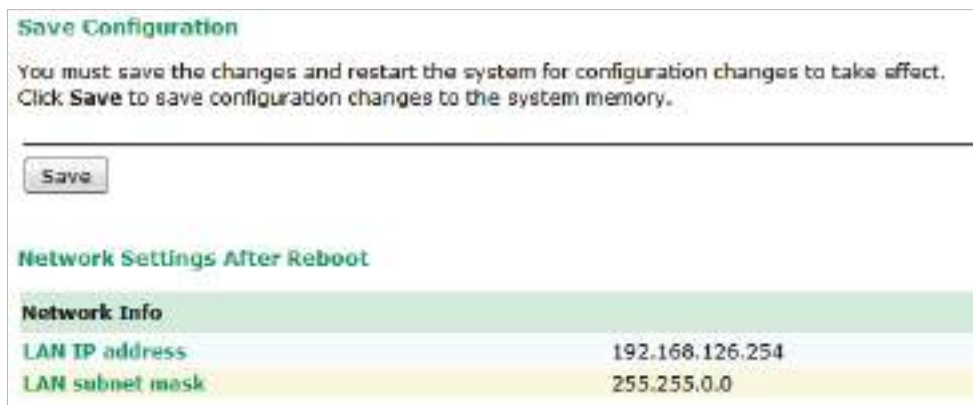 Save Configuration
You must save the changes and restart the system for configuration changes to take effect.
Click Save to save configuration changes to the system memory.
Save
Network Settings After Reboot
Network Info
LAN IP address 192.168.126.254
LAN subnet mask 255.255.0.0